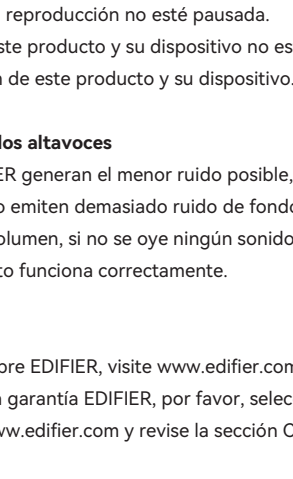 reproducción no esté pausada.
ste producto y su dispositivo no es
de este producto y su dispositivo.
los altavoces
ER generan el menor ruido posible,
o emiten demasiado ruido de fondo
olumen, si no se oye ningún sonido
to funciona correctamente.
bre EDIFIER, visite www.edifier.com
garantía EDIFIER, por favor, selec
ww.edifier.com y revise la sección C